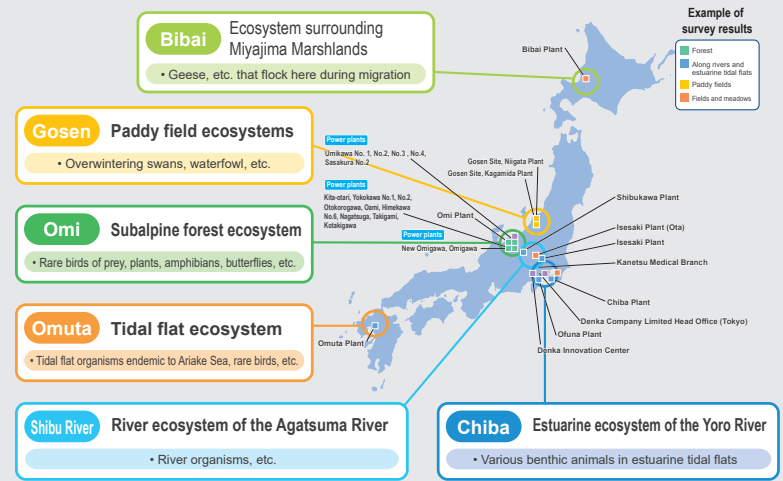 Bibai
Ecosystem surrounding
Miyajima Marshlands
• Geese, etc. that flock here during migration
Example of
survey results
Forest
Along rivers and
estuarine tidal flats
Paddy fields
Fields and meadows
Bibai Plant
Gosen
Paddy field ecosystems
• Overwintering swans, waterfowl, etc.
Power plants
Umikawa No. 1, No.2, No.3 , No.4,
Sasakura No.2
Gosen Site, Niigata Plant
Gosen Site, Kagamida Plant
Power plants
Kita-otari, Yokokawa No.1, No.2,
Otokorogawa, Oami, Himekawa
No.6, Nagatsuga, Takigami,
Kotakigawa
Omi Plant
Power plants
New Omigawa, Omigawa
Shibukawa Plant
Isesaki Plant (Ota)
Isesaki Plant
Kanetsu Medical Branch
Chiba Plant
Denka Company Limited Head Office (Tokyo)
Ofuna Plant
Denka Innovation Center
Omi
Subalpine forest ecosystem
• Rare birds of prey, plants, amphibians, butterflies, etc.
Omuta
Tidal flat ecosystem
• Tidal flat organisms endemic to Ariake Sea, rare birds, etc.
Omuta Plant
Shibu River
River ecosystem of the Agatsuma River
• River organisms, etc.
Chiba
Estuarine ecosystem of the Yoro River
• Various benthic animals in estuarine tidal flats